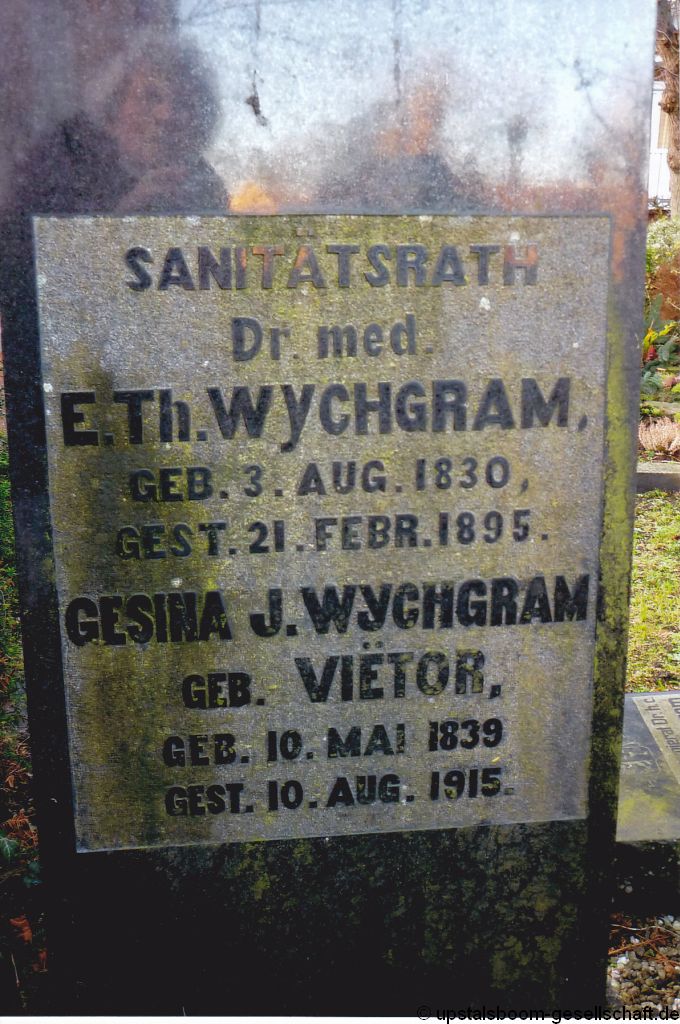 SANITÄTSRATH
Dr. med.
E.Th.WYCHGRAM,
GEB. 3. AUG. 1830,
GEST. 21. FEBR. 1895.
GESINA J. WYCHGRAM
GEB. VIËTOR,
GEB. 10. MAI 1839
GEST. 10. AUG. 1915.
© upstalsboom-gesellschaft.de